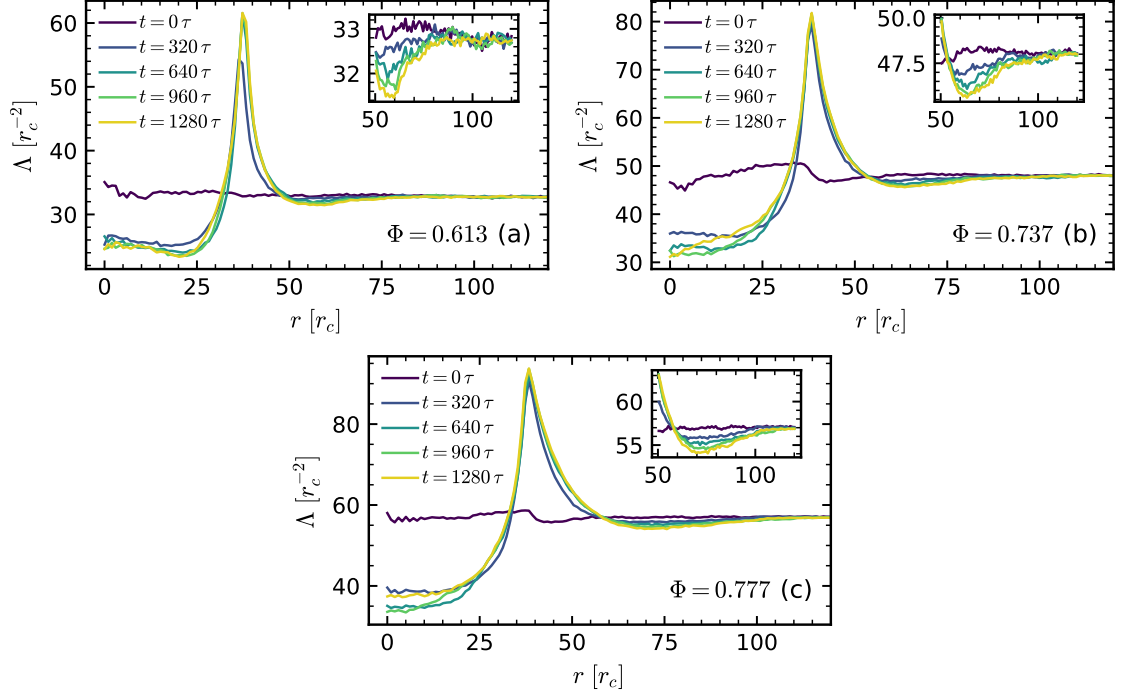 60
50
40
30
Λ [r_c^{-2}]
t = 0 τ
t = 320 τ
t = 640 τ
t = 960 τ
t = 1280 τ
33
32
50 100
Φ = 0.613 (a)
0 25 50 75 100
r [r_c]
80
70
60
50
40
30
Λ [r_c^{-2}]
t = 0 τ
t = 320 τ
t = 640 τ
t = 960 τ
t = 1280 τ
50.0
47.5
50 100
Φ = 0.737 (b)
0 25 50 75 100
r [r_c]
80
60
40
Λ [r_c^{-2}]
t = 0 τ
t = 320 τ
t = 640 τ
t = 960 τ
t = 1280 τ
60
55
50 100
Φ = 0.777 (c)
0 25 50 75 100
r [r_c]